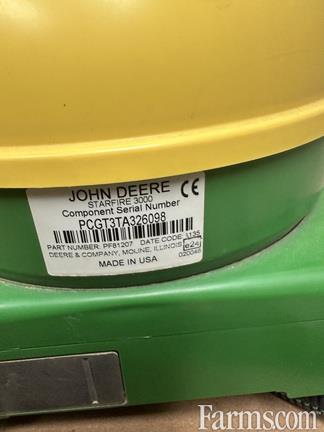 JOHN DEERE
STARFIRE 3000
Component Serial Number
PCGT3TA326098
PART NUMBER: PF81207 DATE CODE:
DEERE & COMPANY, MOLINE, ILLINOIS e24
MADE IN USA
Farms.com®